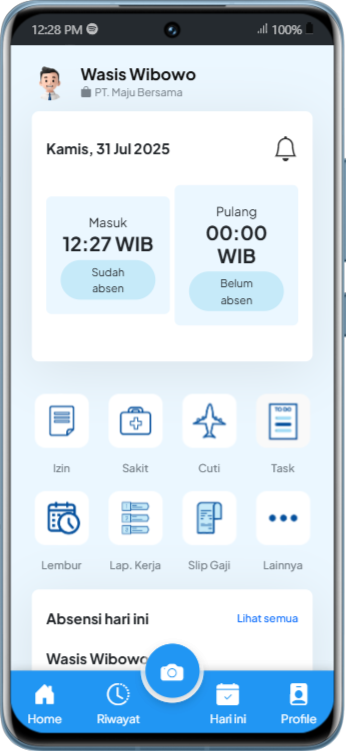 12:28 PM 100%
Wasis Wibowo
PT. Maju Bersama
Kamis, 31 Jul 2025
Masuk
12:27 WIB
Sudah
absen
Pulang
00:00
WIB
Belum
absen
TO DO
Izin Sakit Cuti Task
Lembur Lap. Kerja Slip Gaji Lainnya
Absensi hari ini Lihat semua
Wasis Wibowo
Home Riwayat Hari ini Profile